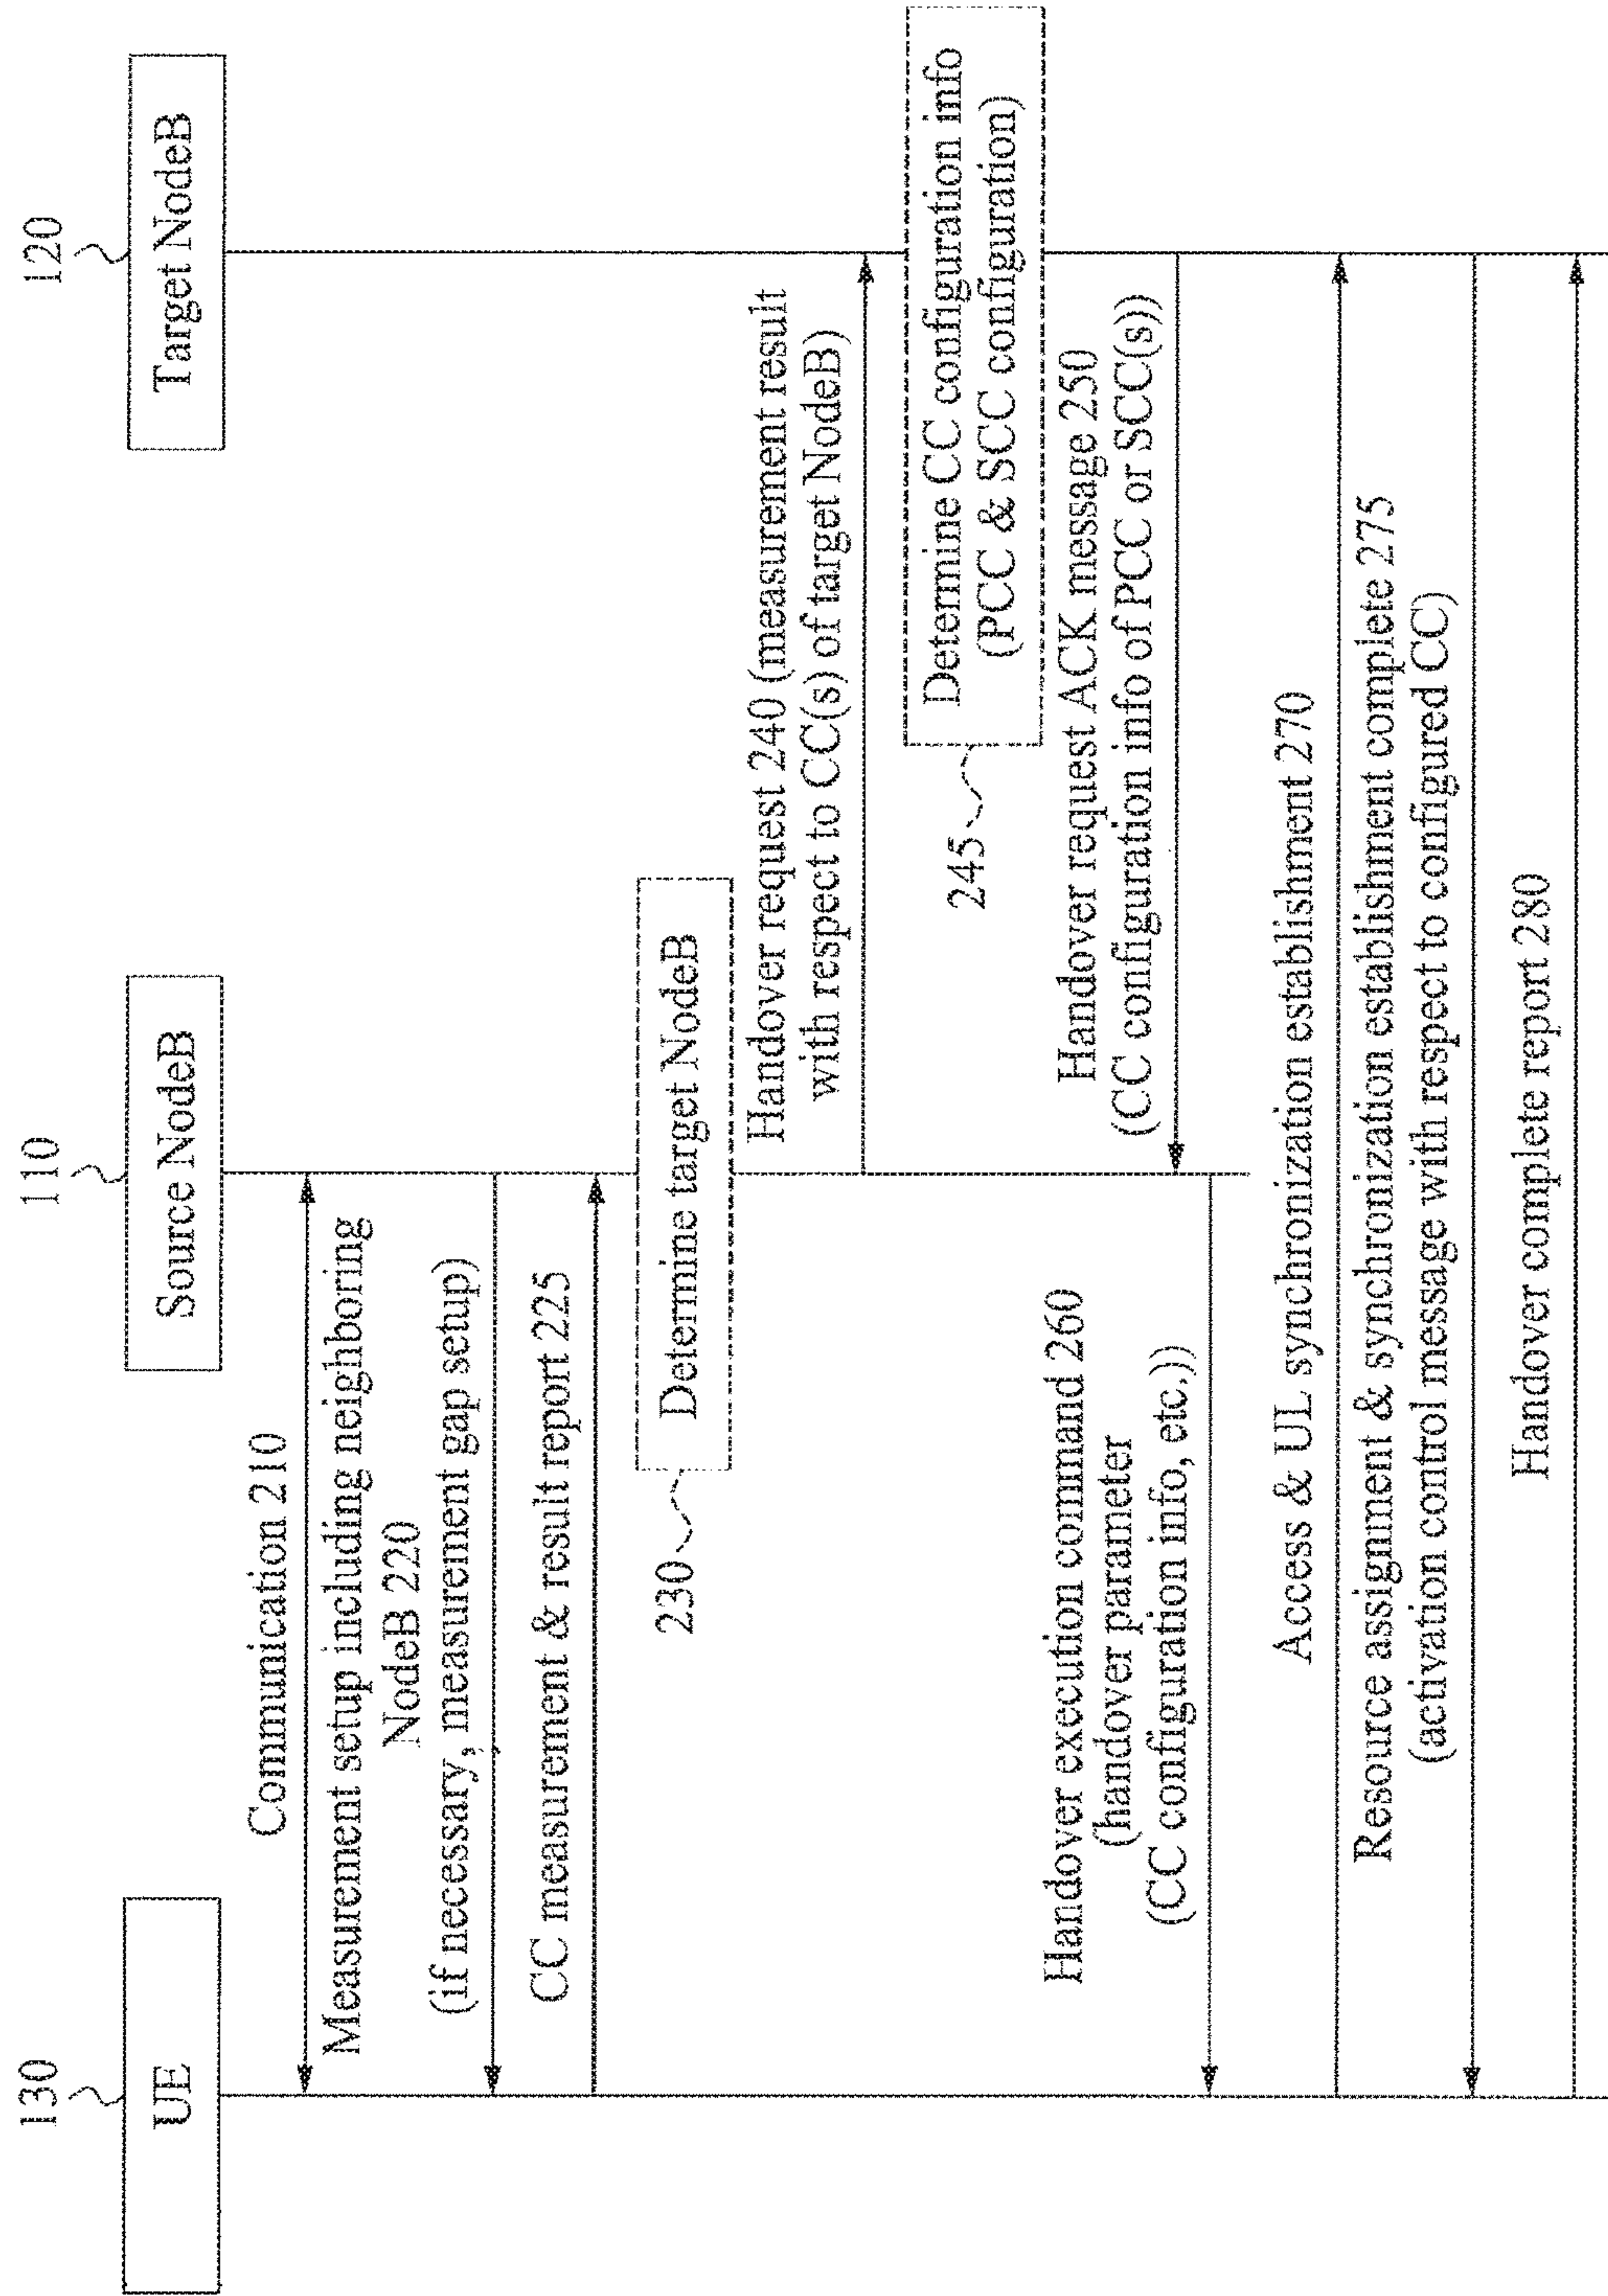 130
110
120
UE
Source NodeB
Target NodeB
Communication 210
Measurement setup including neighboring
NodeB 220
(if necessary, measurement gap setup)
CC measurement & result report 225
230
Determine target NodeB
Handover request 240 (measurement result
with respect to CC(s) of target NodeB)
245
Determine CC configuration info
(PCC & SCC configuration)
Handover request ACK message 250
(CC configuration info of PCC or SCC(s))
Handover execution command 260
(handover parameter
(CC configuration info, etc.))
Access & UL synchronization establishment 270
Resource assignment & synchronization establishment complete 275
(activation control message with respect to configured CC)
Handover complete report 280